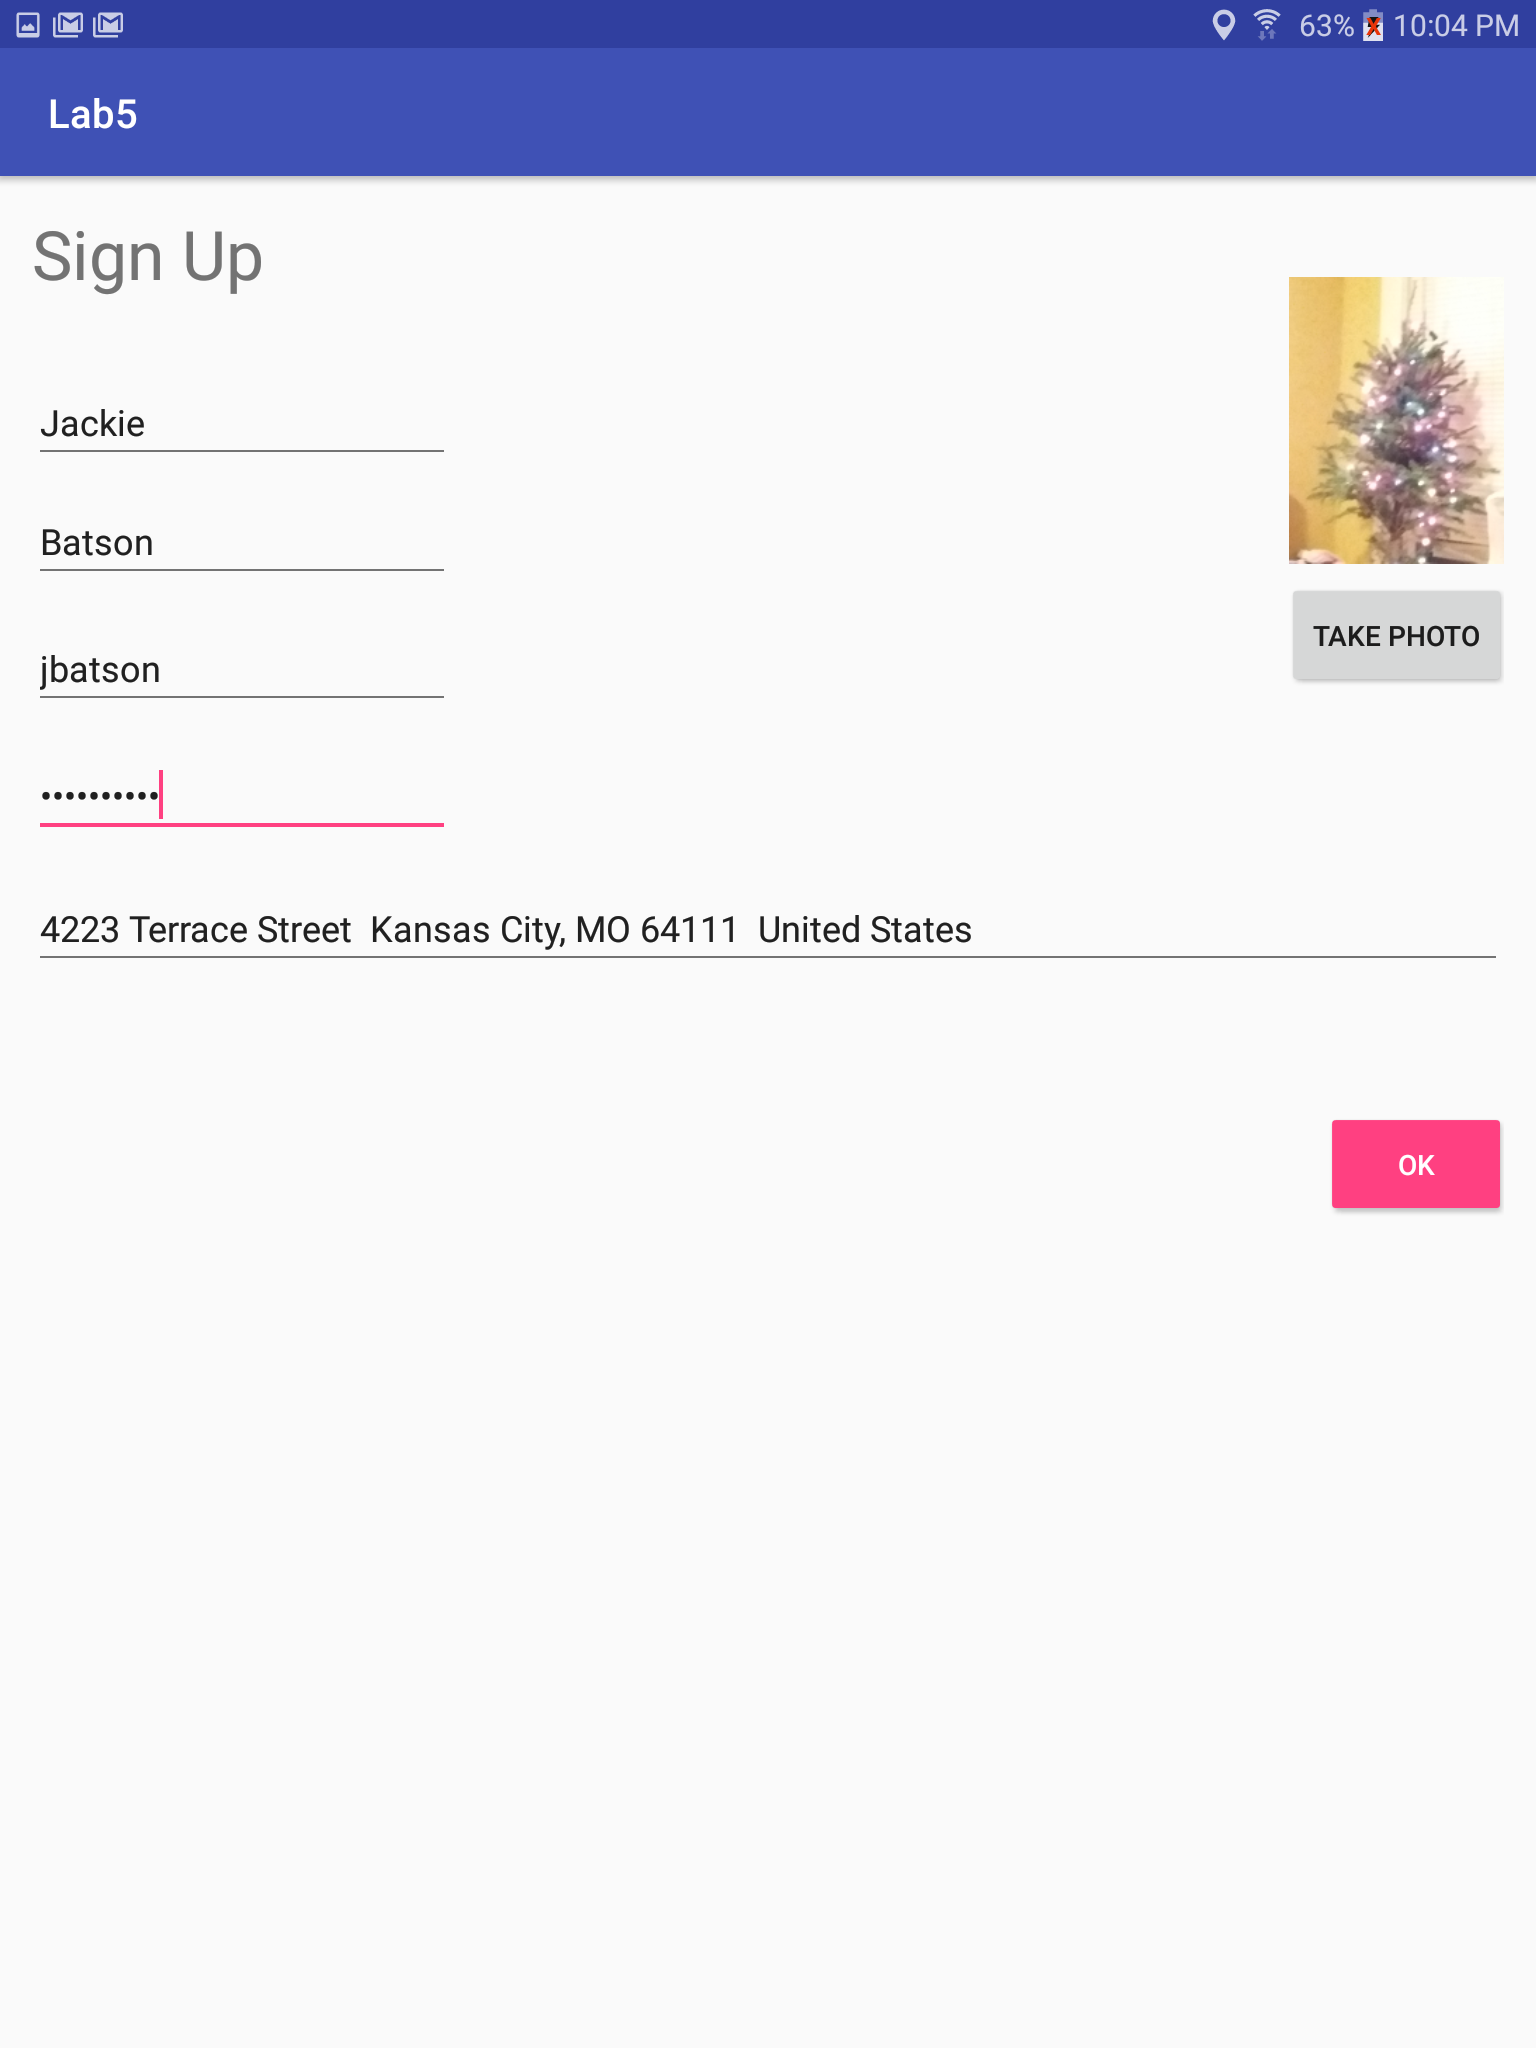 63% 10:04 PM
Lab5
Sign Up
Jackie
Batson
jbatson
••••••••••
TAKE PHOTO
4223 Terrace Street  Kansas City, MO 64111  United States
OK